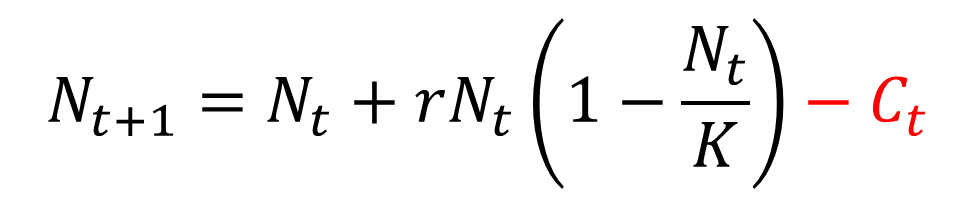 N_{t+1} = N_t + rN_t (1 − N_t/K) − C_t